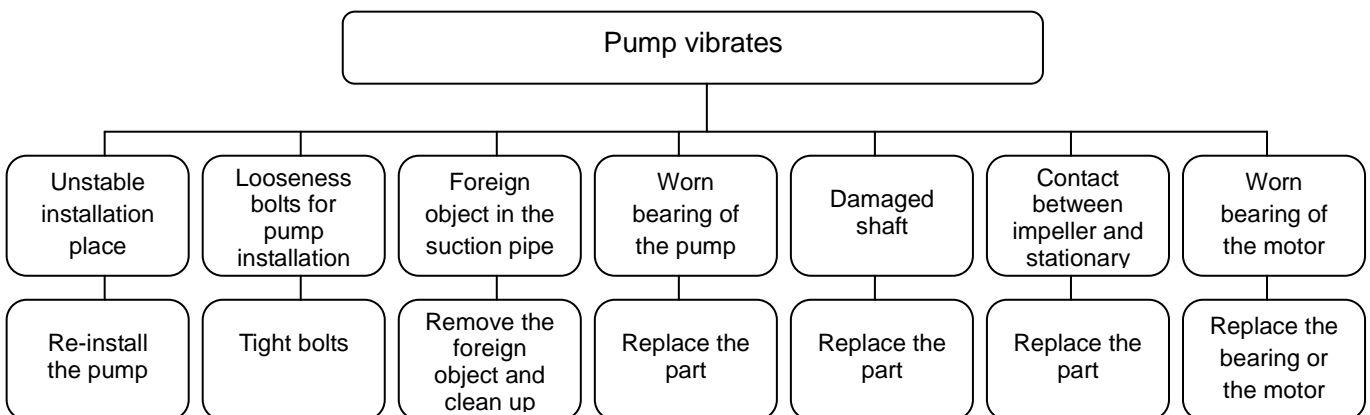 Pump vibrates
Unstable
installation
place
Looseness
bolts for
pump
installation
Foreign
object in the
suction pipe
Worn
bearing of
the pump
Damaged
shaft
Contact
between
impeller and
stationary
Worn
bearing of
the motor
Re-install
the pump
Tight bolts
Remove the
foreign
object and
clean up
Replace the
part
Replace the
part
Replace the
part
Replace the
bearing or
the motor